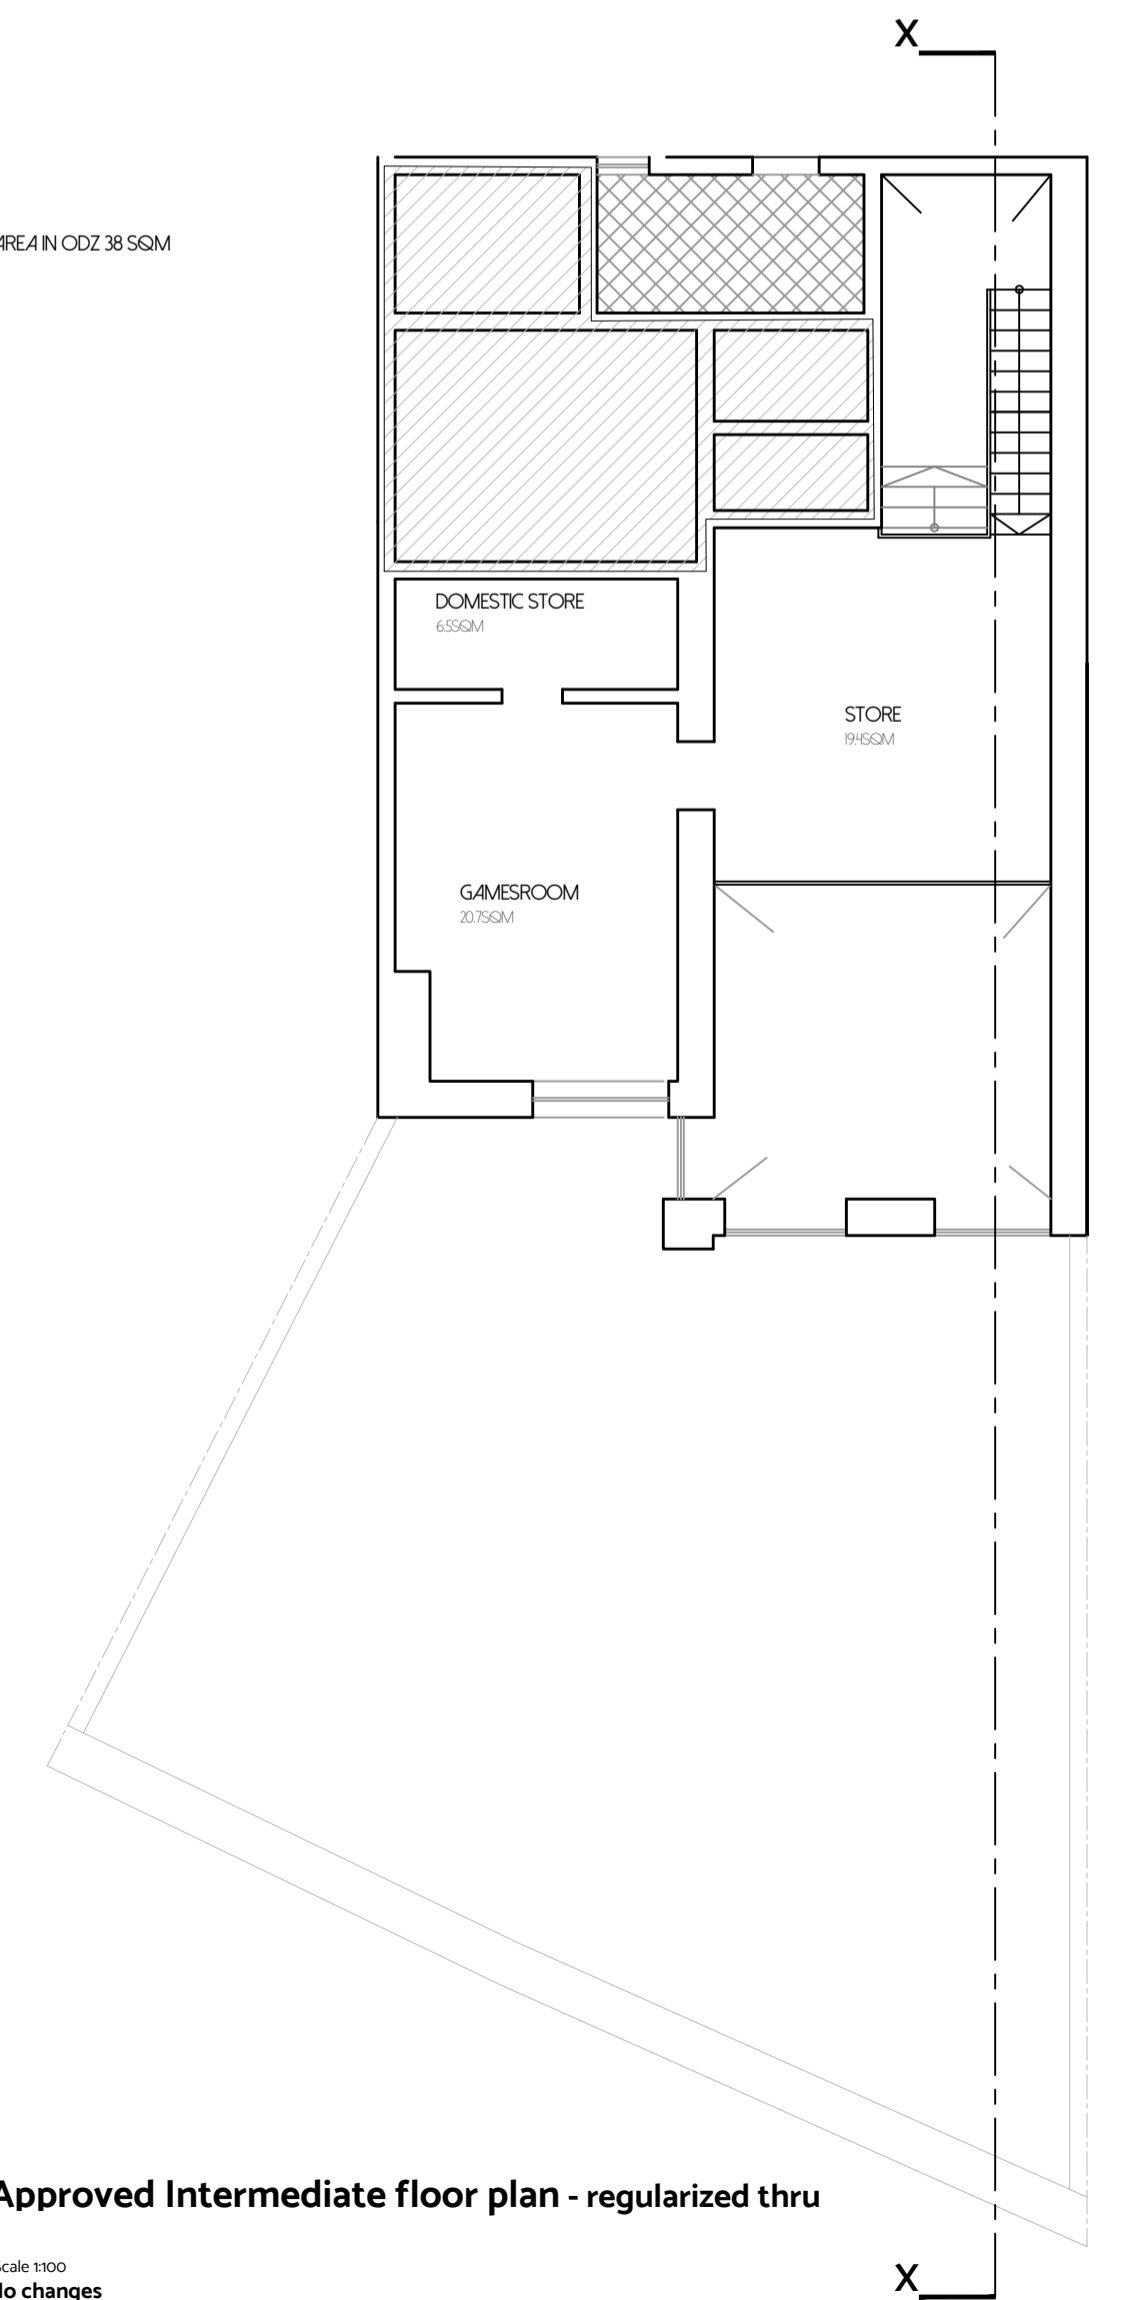 X
AREA IN ODZ 38 SQM
DOMESTIC STORE
6.5SQM
STORE
19.4SQM
GAMESROOM
20.7SQM
Approved Intermediate floor plan - regularized thru
Scale 1:100
No changes
X